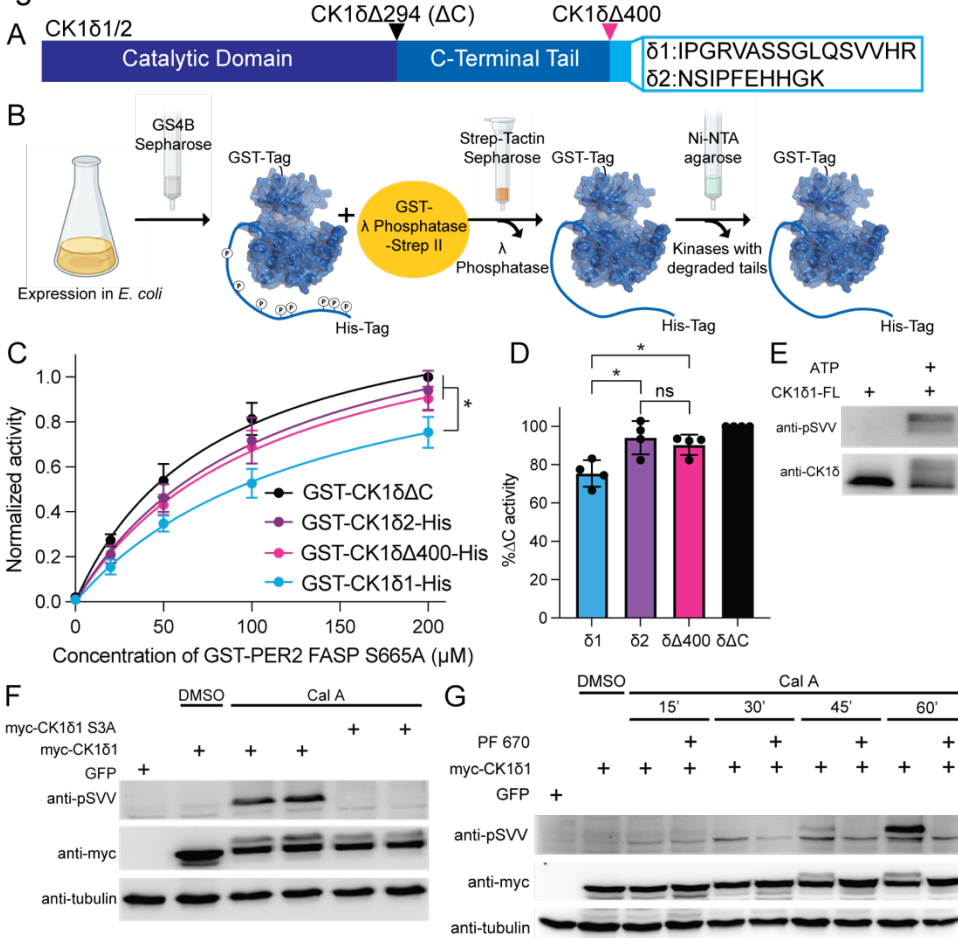 A
CK1δ1/2
CK1δΔ294 (ΔC)
CK1δΔ400
Catalytic Domain
C-Terminal Tail
δ1:IPGRVASSGLQSVVHR
δ2:NSIPFEHHGK
B
GS4B
Sepharose
GST-Tag
Expression in E. coli
P
P
P
P
P
P
P
P
His-Tag
+
GST-
λ Phosphatase
-Strep II
Strep-Tactin
Sepharose
λ
Phosphatase
GST-Tag
His-Tag
Ni-NTA
agarose
Kinases with
degraded tails
GST-Tag
His-Tag
C
Normalized activity
1.0
0.8
0.6
0.4
0.2
0.0
0
50
100
150
200
Concentration of GST-PER2 FASP S665A (µM)
GST-CK1δΔC
GST-CK1δ2-His
GST-CK1δΔ400-His
GST-CK1δ1-His
*
D
*
*
ns
%ΔC activity
100
80
60
40
20
0
δ1
δ2
δΔ400
δΔC
E
ATP +
CK1δ1-FL + +
anti-pSVV
anti-CK1δ
F
DMSO
Cal A
myc-CK1δ1 S3A + +
myc-CK1δ1 + + +
GFP +
anti-pSVV
anti-myc
anti-tubulin
G
DMSO
Cal A
15' 30' 45' 60'
PF 670 + + + +
myc-CK1δ1 + + + + + + + + +
GFP +
anti-pSVV
anti-myc
anti-tubulin